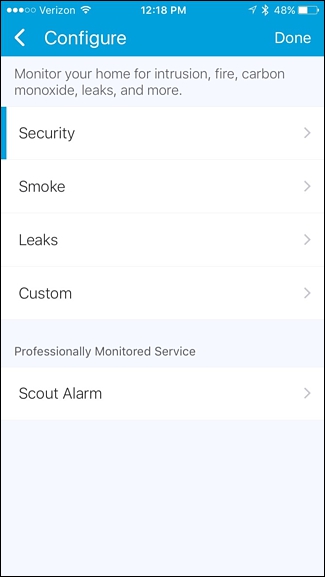 Verizon 12:18 PM 48%
Configure Done
Monitor your home for intrusion, fire, carbon
monoxide, leaks, and more.
Security
Smoke
Leaks
Custom
Professionally Monitored Service
Scout Alarm